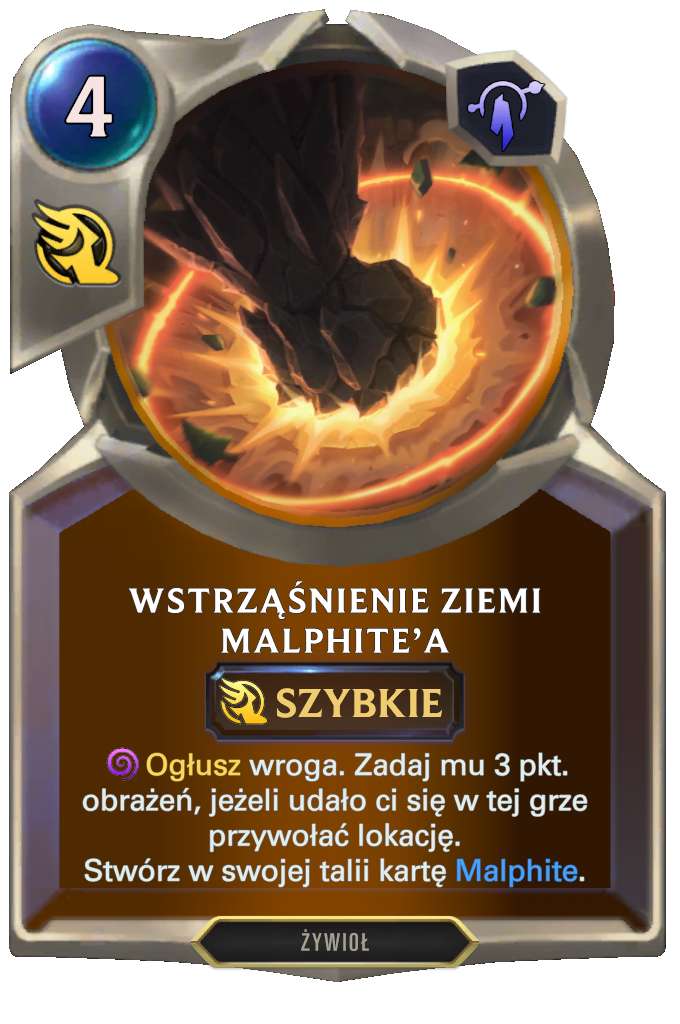 4
WSTRZĄŚNIENIE ZIEMI
MALPHITE'A
SZYBKIE
Ogłusz wroga. Zadaj mu 3 pkt.
obrażeń, jeżeli udało ci się w tej grze
przywołać lokację.
Stwórz w swojej talii kartę Malphite.
ŻYWIOŁ